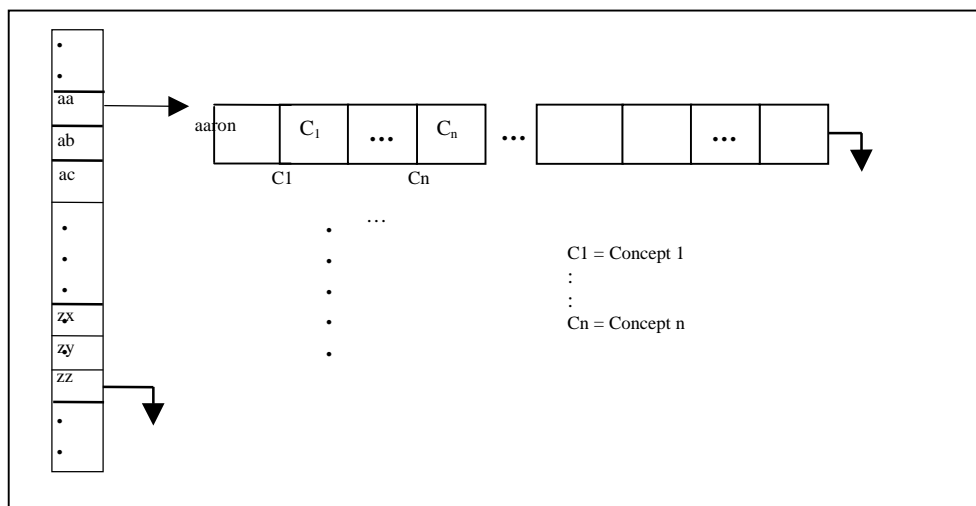 •
•
aa
aaron C₁ ... Cₙ ... ...
ab
ac
C1 Cn
...
•
•
•
•
•
•
•
•
C1 = Concept 1
:
:
Cn = Concept n
zx
zy
zz
•
•